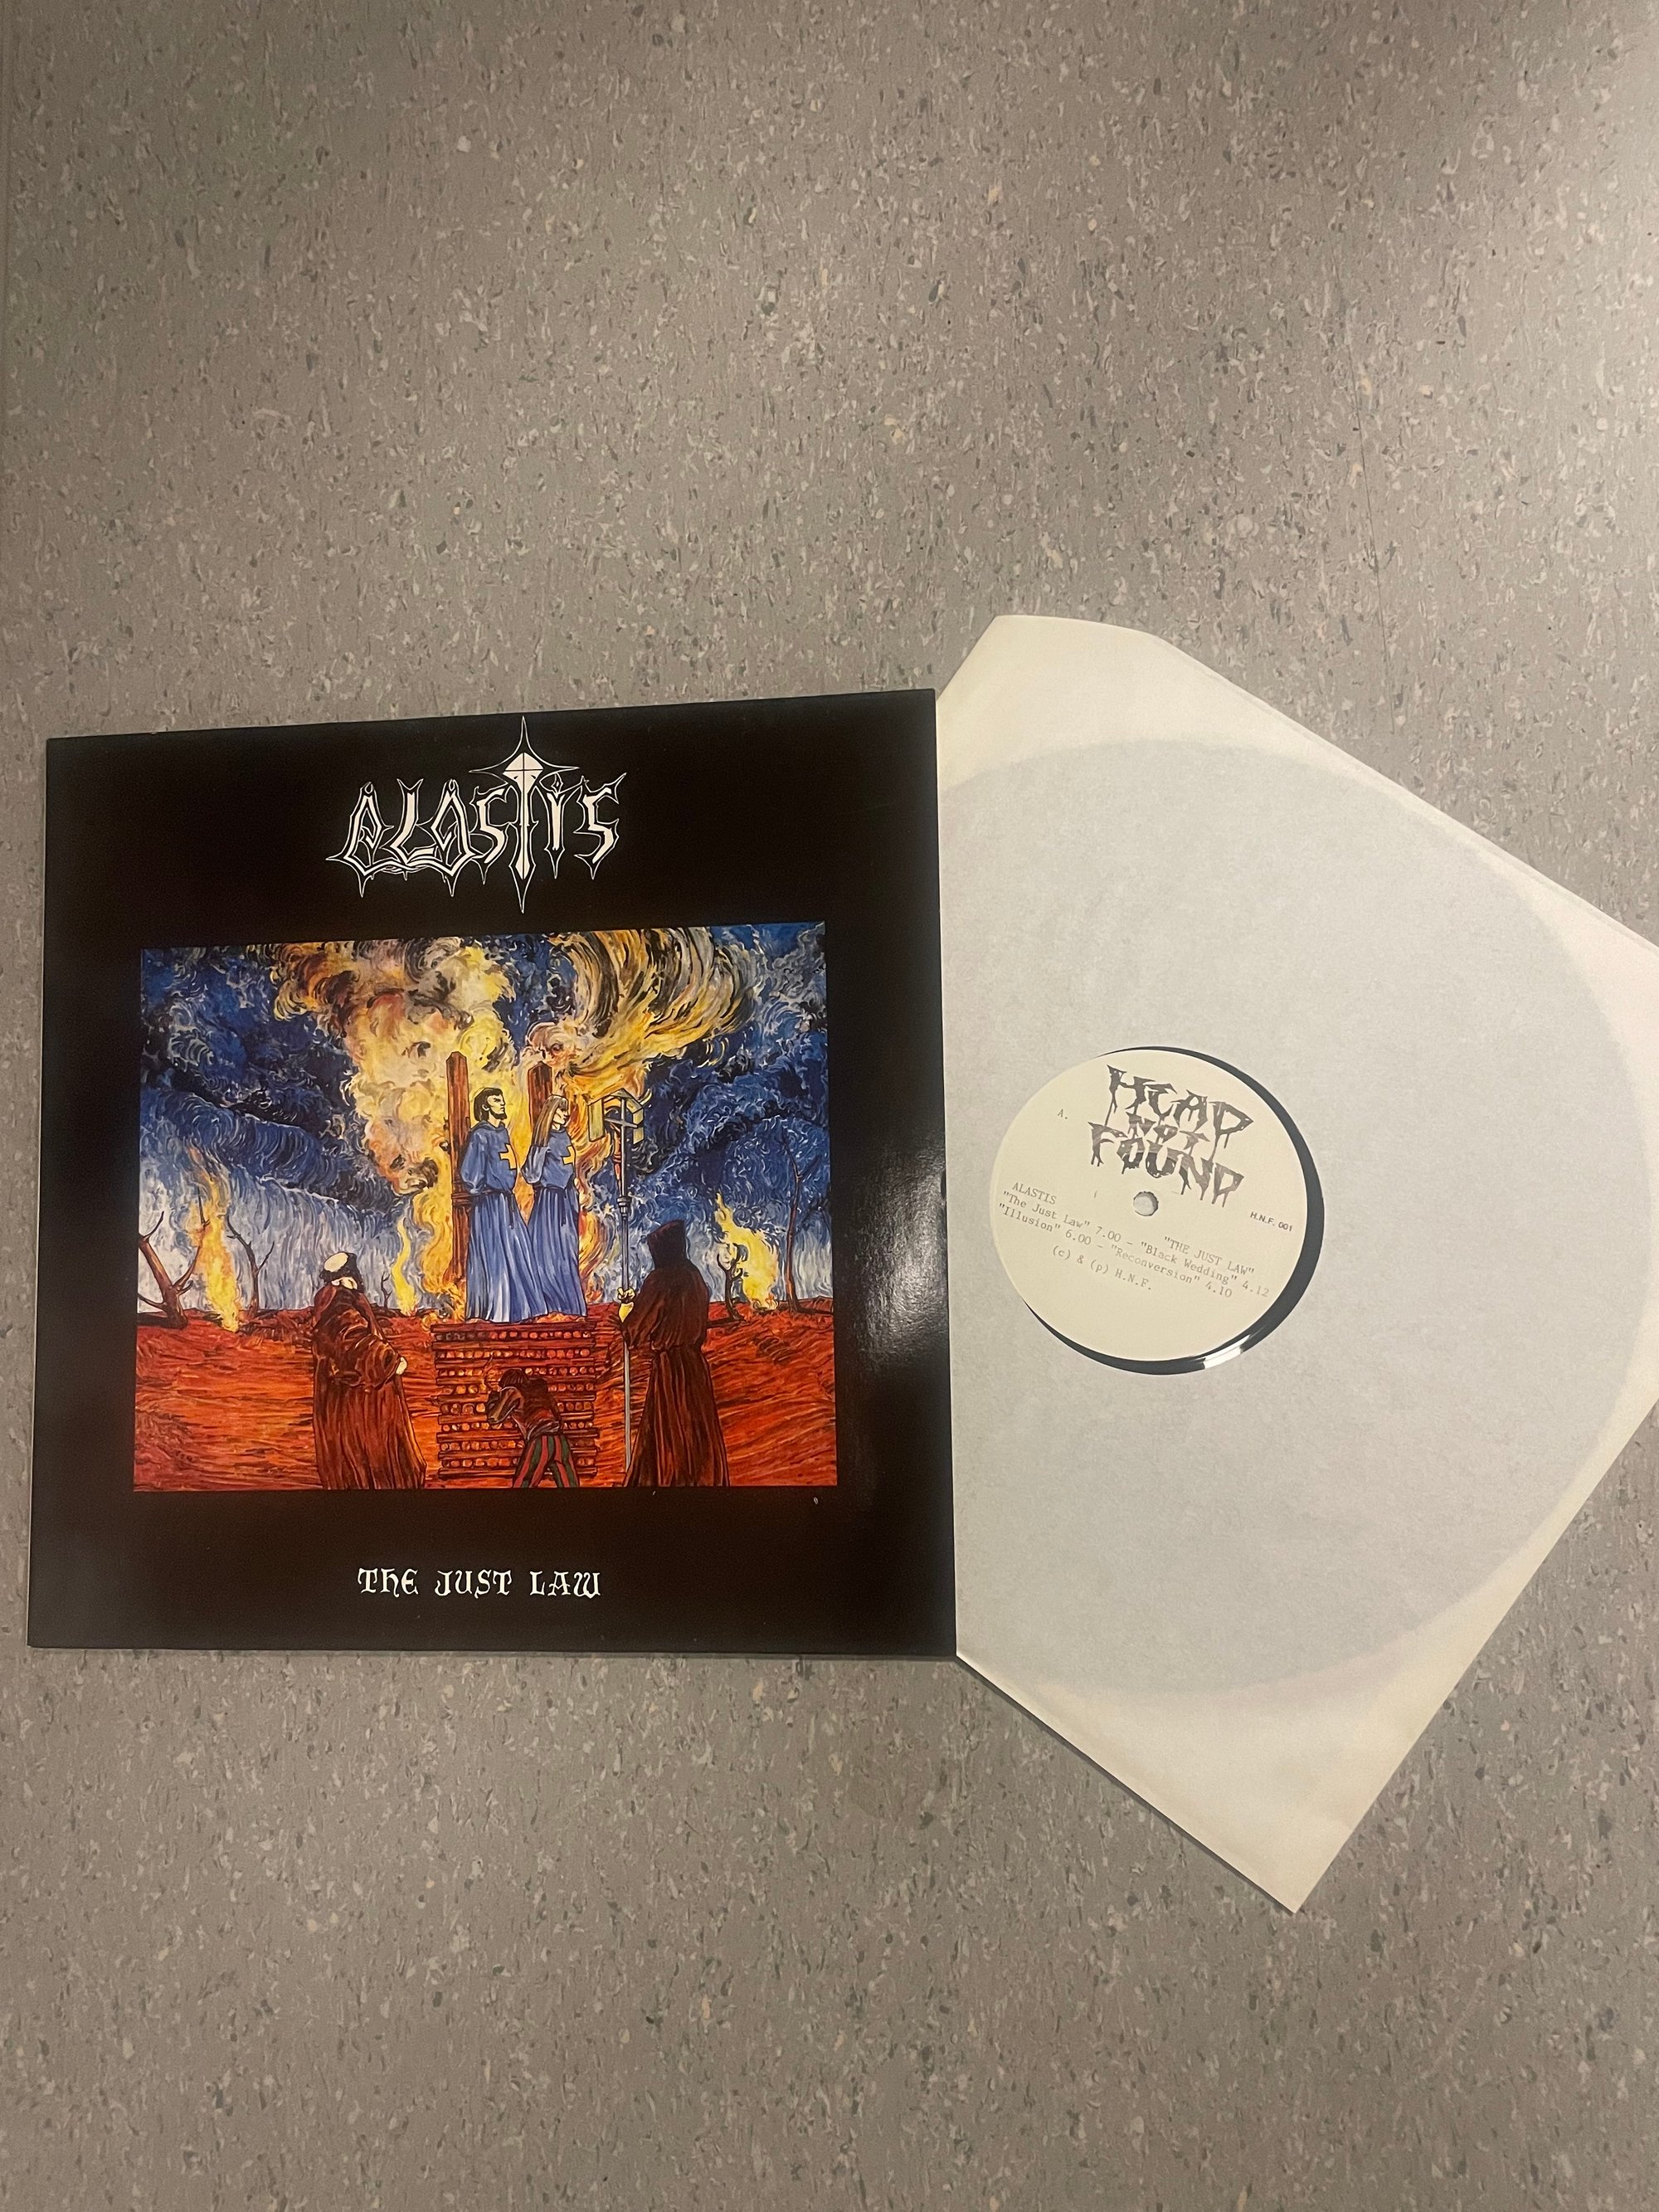 ALASTIS
THE JUST LAW
HEAD
NOT
FOUND
A.
H.N.F. 001
ALASTIS "THE JUST LAW"
"The Just Law" 7.00 - "Black Wedding" 4.12
"Illusion" 6.00 - "Reconversion" 4.10
(c) & (p) H.N.F.